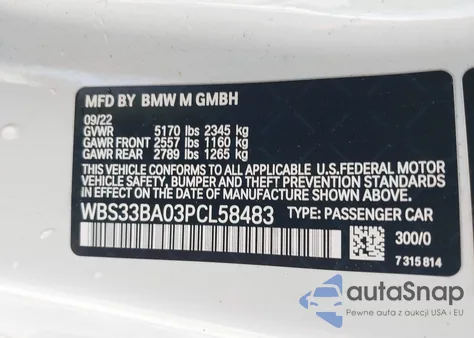 MFD BY BMW M GMBH
09/22
GVWR 5170 lbs 2345 kg
GAWR FRONT 2557 lbs 1160 kg
GAWR REAR 2789 lbs 1265 kg
THIS VEHICLE CONFORMS TO ALL APPLICABLE U.S.FEDERAL MOTOR
VEHICLE SAFETY, BUMPER, AND THEFT PREVENTION STANDARDS
IN EFFECT ON THE DATE OF MANUFACTURE SHOWN ABOVE.
WBS33BA03PCL58483 TYPE: PASSENGER CAR
300/0
7 315 814
autoSnap
Pewne auta z aukcji USA - EU